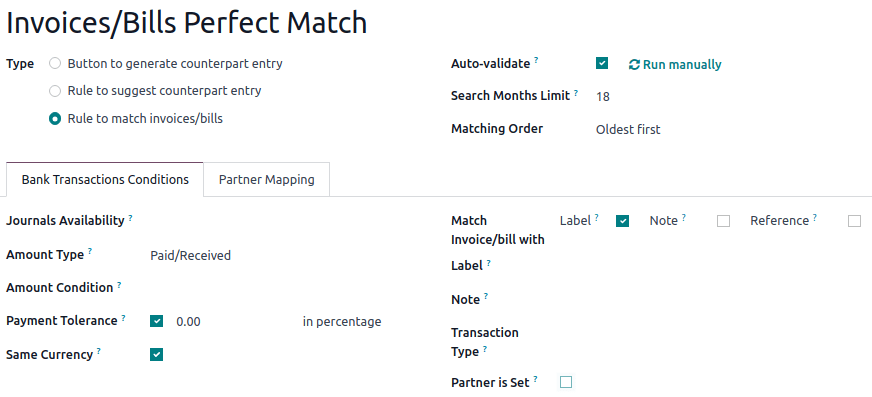 Invoices/Bills Perfect Match
Type
Button to generate counterpart entry
Rule to suggest counterpart entry
Rule to match invoices/bills
Auto-validate ?
Run manually
Search Months Limit ? 18
Matching Order Oldest first
Bank Transactions Conditions
Partner Mapping
Journals Availability ?
Amount Type ? Paid/Received
Amount Condition ?
Payment Tolerance ? 0.00 in percentage
Same Currency ?
Match
Invoice/bill with
Label ? Note ? Reference ?
Label ?
Note ?
Transaction
Type ?
Partner is Set ?